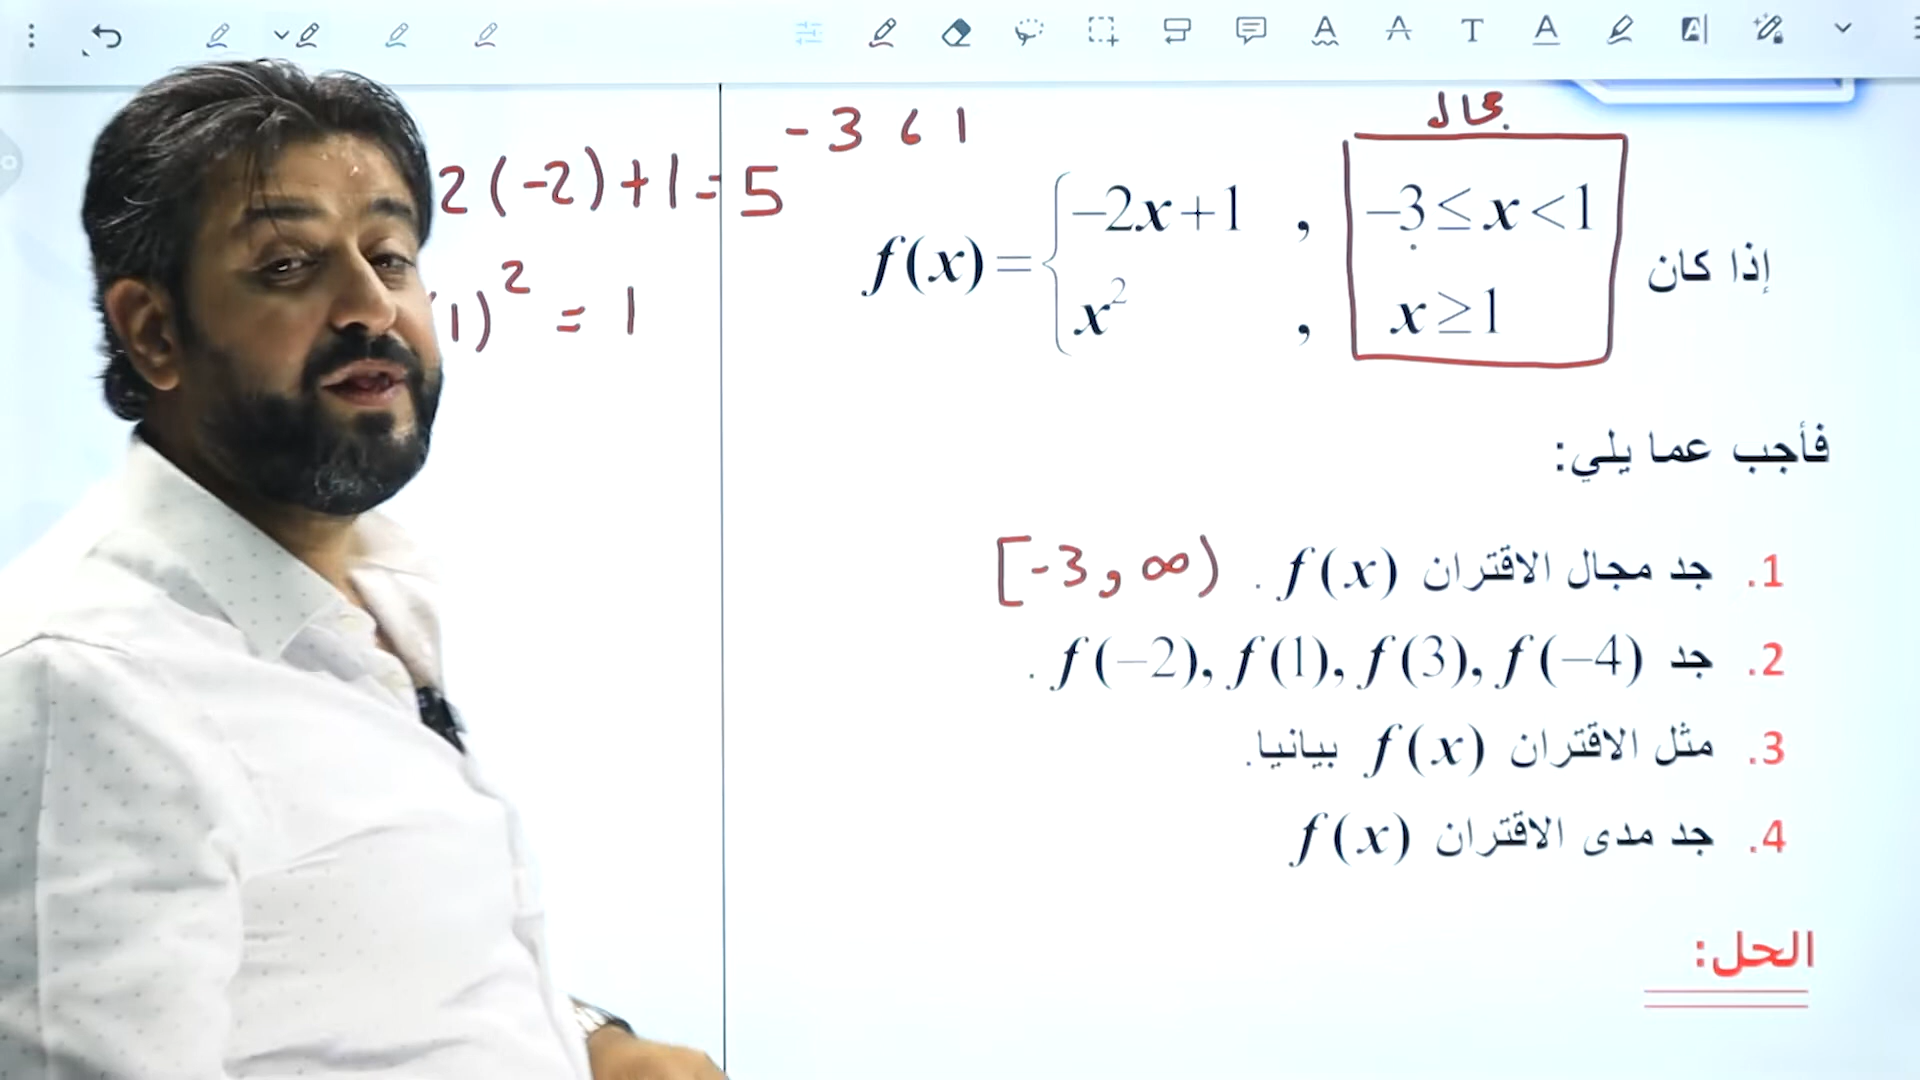 مجال
-3 ، 1
2(-2)+1=5
1)² = 1
إذا كان f(x) = { -2x+1 , -3≤x<1
x² , x≥1
فأجب عما يلي:
1. جد مجال الاقتران f(x) . [-3, ∞)
2. جد f(-2), f(1), f(3), f(-4) .
3. مثل الاقتران f(x) بيانيا.
4. جد مدى الاقتران f(x)
الحل: